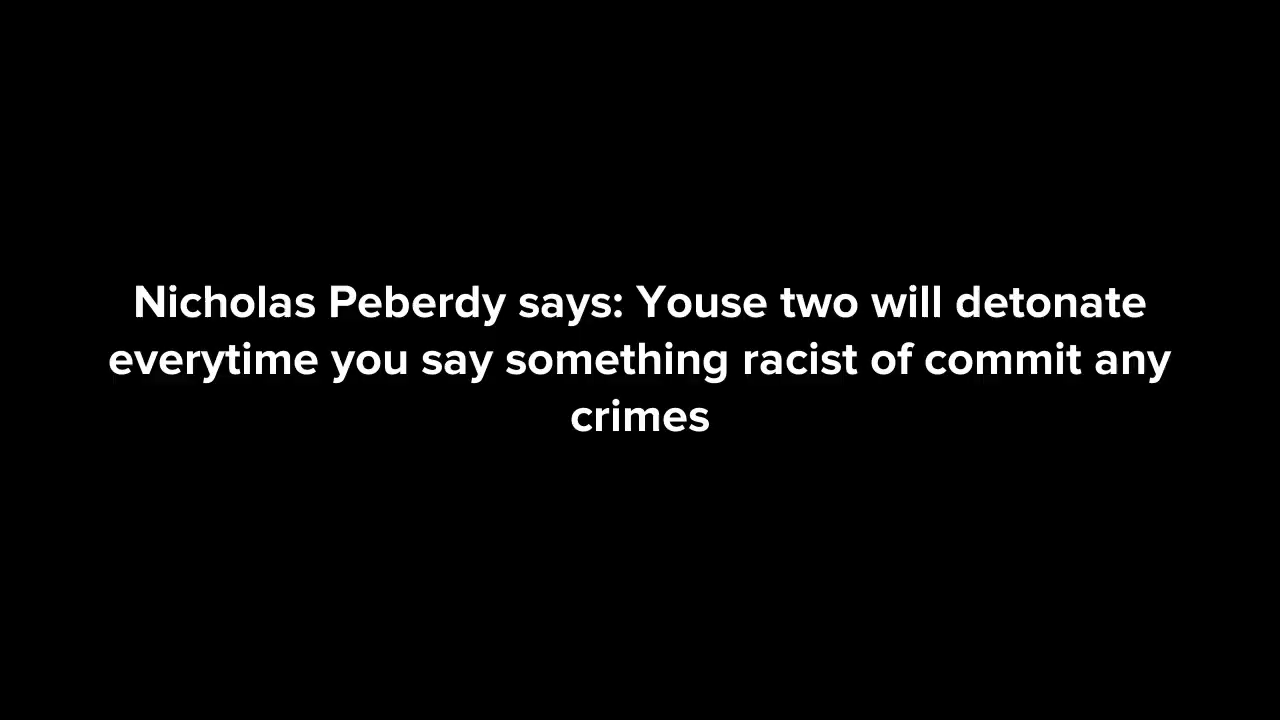 Nicholas Peberdy says: Youse two will detonate
everytime you say something racist of commit any
crimes